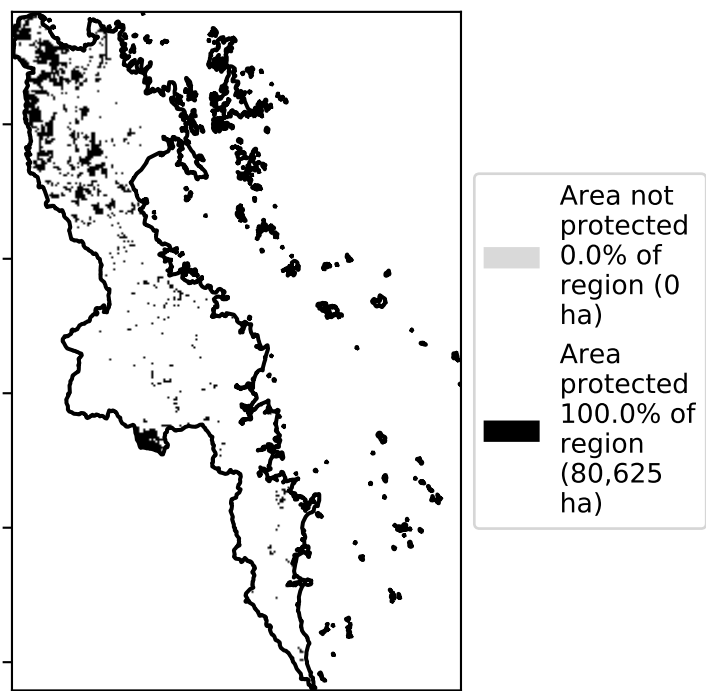 Area not
protected
0.0% of
region (0
ha)
Area
protected
100.0% of
region
(80,625
ha)